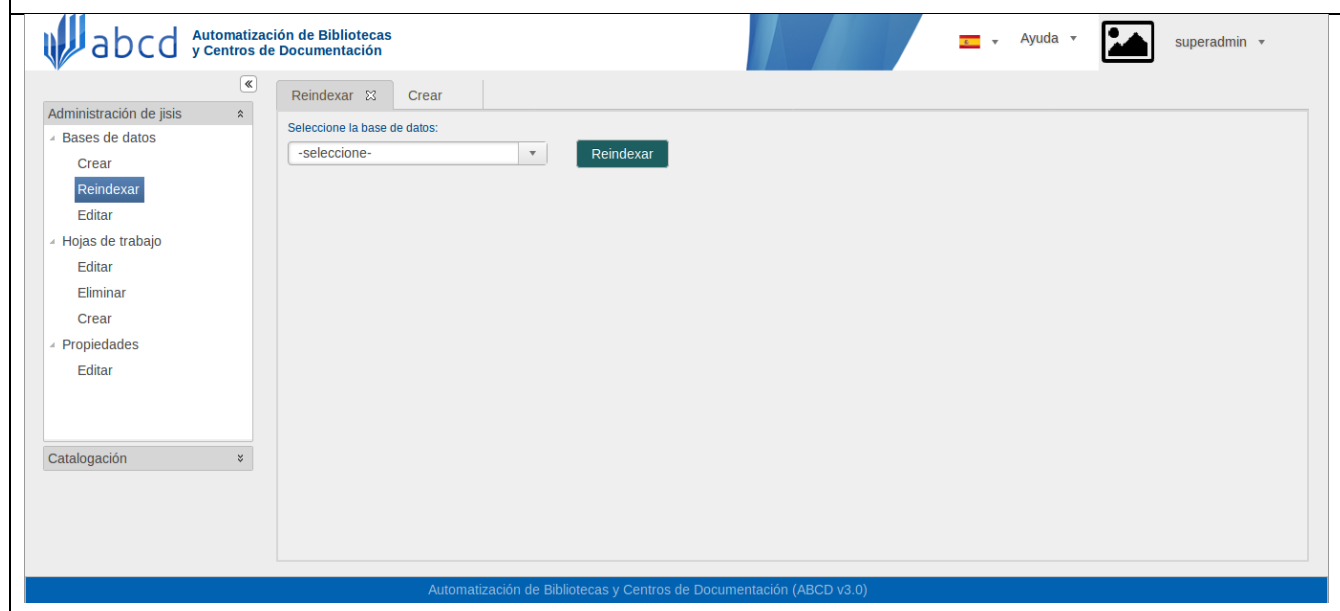 abcd
Automatización de Bibliotecas
y Centros de Documentación
Ayuda
superadmin
Administración de jisis
Bases de datos
Crear
Reindexar
Editar
Hojas de trabajo
Editar
Eliminar
Crear
Propiedades
Editar
Catalogación
Reindexar
Crear
Seleccione la base de datos:
-seleccione-
Reindexar
Automatización de Bibliotecas y Centros de Documentación (ABCD v3.0)